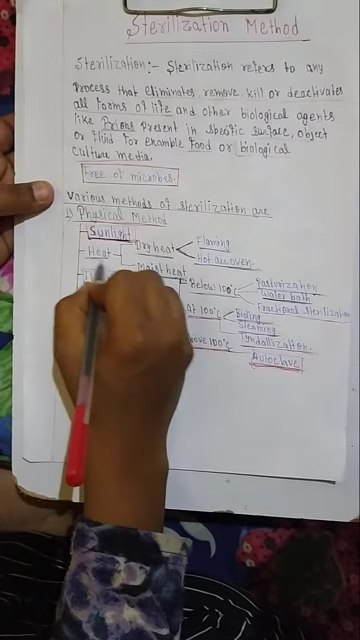 Sterilization Method
Sterilization:- Sterilization refers to any
Process that eliminates, remove, kill or deactivates
all forms of life and other biological agents
like Prions Present in specific surface, object
or fluid for example food or biological
culture media.
Free of microbes.
Various methods of sterilization are
1) Physical Method
Sunlight
Heat
Dry heat
Flaming
Hot air oven.
Moist heat
Below 100°c
Pasturization
Water bath
Fractional sterilization
At 100°c
Bioling
Steaming
Tyndallization.
Above 100°c
Autoclave